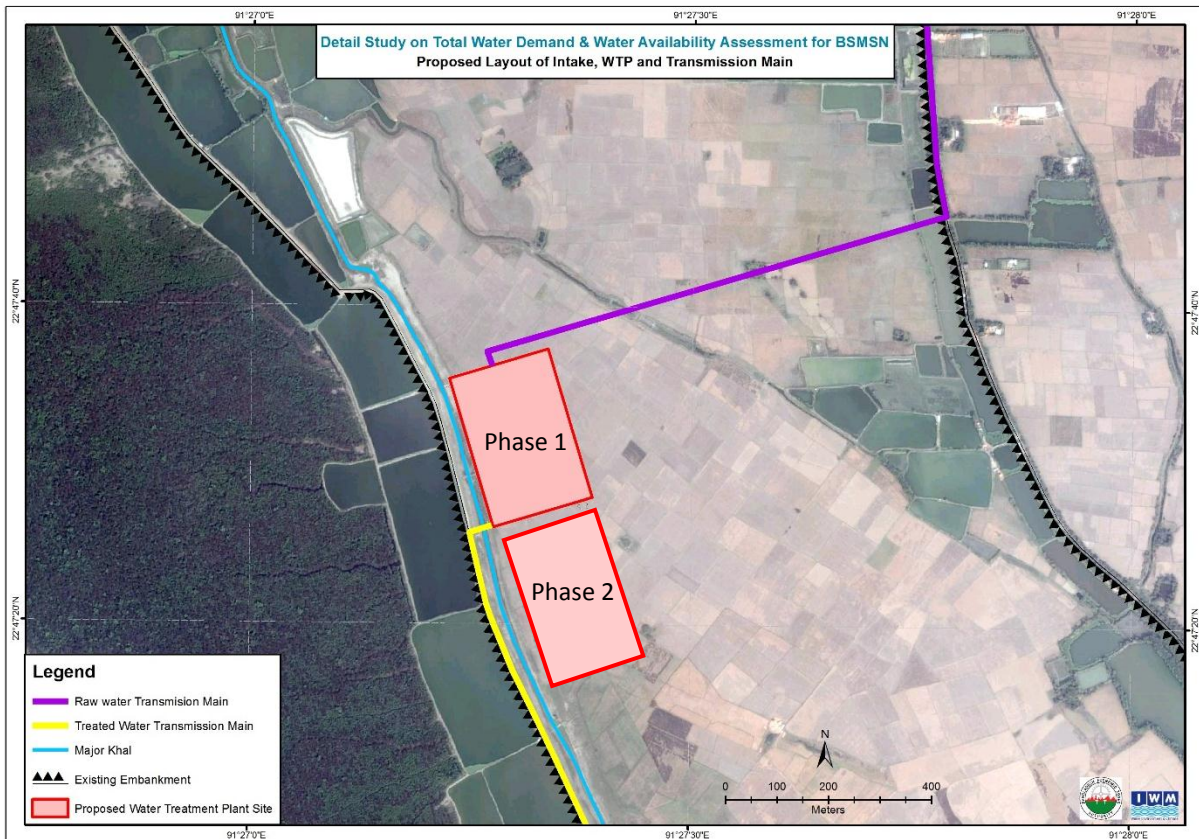 91°27'0"E
91°27'30"E
91°28'0"E
Detail Study on Total Water Demand & Water Availability Assessment for BSMSN
Proposed Layout of Intake, WTP and Transmission Main
22°47'40"N
22°47'40"N
Phase 1
Phase 2
22°47'20"N
22°47'20"N
Legend
Raw water Transmision Main
Treated Water Transmission Main
Major Khal
Existing Embankment
Proposed Water Treatment Plant Site
N
0 100 200 400
Meters
IWM
91°27'0"E
91°27'30"E
91°28'0"E